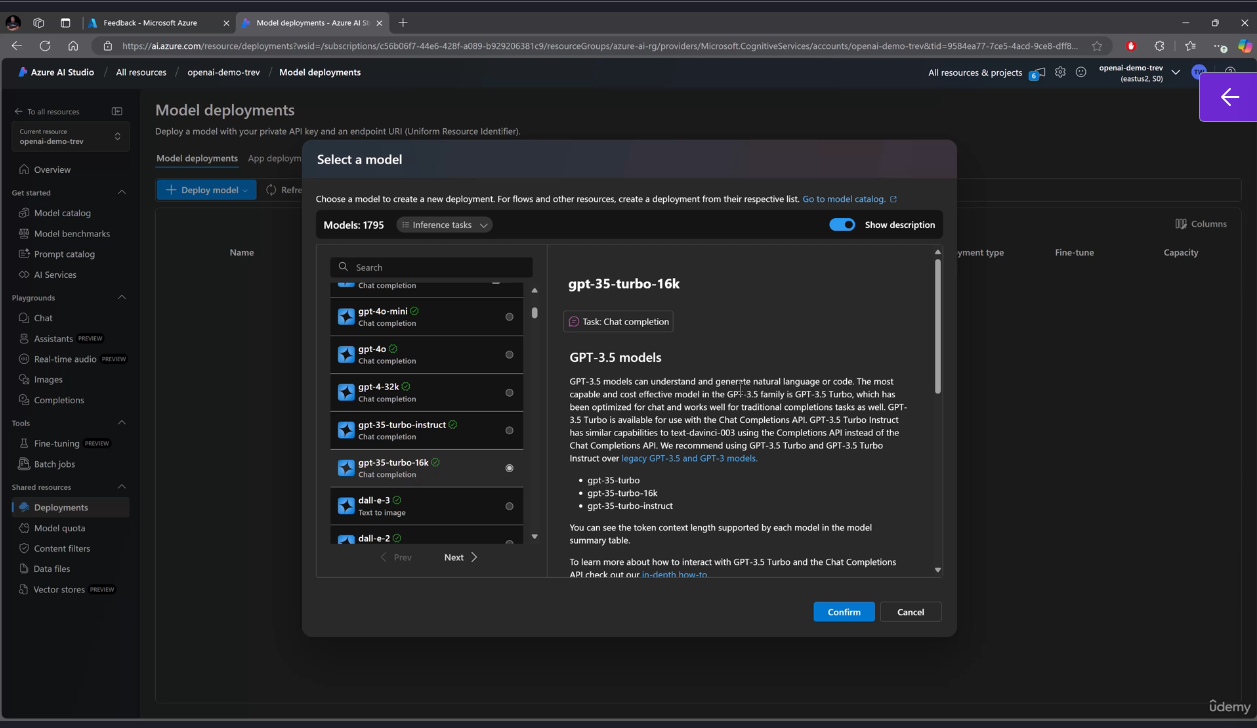 Feedback - Microsoft Azure
Model deployments - Azure AI St
https://ai.azure.com/resource/deployments?wsid=/subscriptions/c56b06f7-44e6-428f-a089-b929206381c9/resourceGroups/azure-ai-rg/providers/Microsoft.CognitiveServices/accounts/openai-demo-trev&tid=9584ea77-7ce5-4acd-9ce8-dff8...
Azure AI Studio / All resources / openai-demo-trev / Model deployments
All resources & projects
6
openai-demo-trev
(eastus2, S0)
To all resources
Current resource
openai-demo-trev
Overview
Get started
Model catalog
Model benchmarks
Prompt catalog
AI Services
Playgrounds
Chat
Assistants PREVIEW
Real-time audio PREVIEW
Images
Completions
Tools
Fine-tuning PREVIEW
Batch jobs
Shared resources
Deployments
Model quota
Content filters
Data files
Vector stores PREVIEW
Model deployments
Deploy a model with your private API key and an endpoint URI (Uniform Resource Identifier).
Model deployments App deploym
Deploy model Refre
Columns
Name
yment type Fine-tune Capacity
Select a model
Choose a model to create a new deployment. For flows and other resources, create a deployment from their respective list. Go to model catalog.
Models: 1795 Inference tasks
Show description
Search
Chat completion
gpt-4o-mini
Chat completion
gpt-4o
Chat completion
gpt-4-32k
Chat completion
gpt-35-turbo-instruct
Chat completion
gpt-35-turbo-16k
Chat completion
dall-e-3
Text to image
dall-e-2
Prev Next
gpt-35-turbo-16k
Task: Chat completion
GPT-3.5 models
GPT-3.5 models can understand and generate natural language or code. The most
capable and cost effective model in the GPT-3.5 family is GPT-3.5 Turbo, which has
been optimized for chat and works well for traditional completions tasks as well. GPT-
3.5 Turbo is available for use with the Chat Completions API. GPT-3.5 Turbo Instruct
has similar capabilities to text-davinci-003 using the Completions API instead of the
Chat Completions API. We recommend using GPT-3.5 Turbo and GPT-3.5 Turbo
Instruct over legacy GPT-3.5 and GPT-3 models.
• gpt-35-turbo
• gpt-35-turbo-16k
• gpt-35-turbo-instruct
You can see the token context length supported by each model in the model
summary table.
To learn more about how to interact with GPT-3.5 Turbo and the Chat Completions
API check out our in-depth how-to.
Confirm Cancel
ûdemy